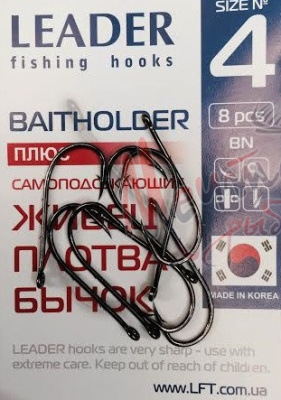 LEADER
fishing hooks
SIZE №
4
8 pcs
BN
BAITHOLDER
ПЛЮС
САМОПОДСЕКАЮЩИЙ
ЖИВЕЦ
ПЛОТВА
БЫЧОК
MADE IN KOREA
LEADER hooks are very sharp - use with
extreme care. Keep out of reach of children.
www.LFT.com.ua